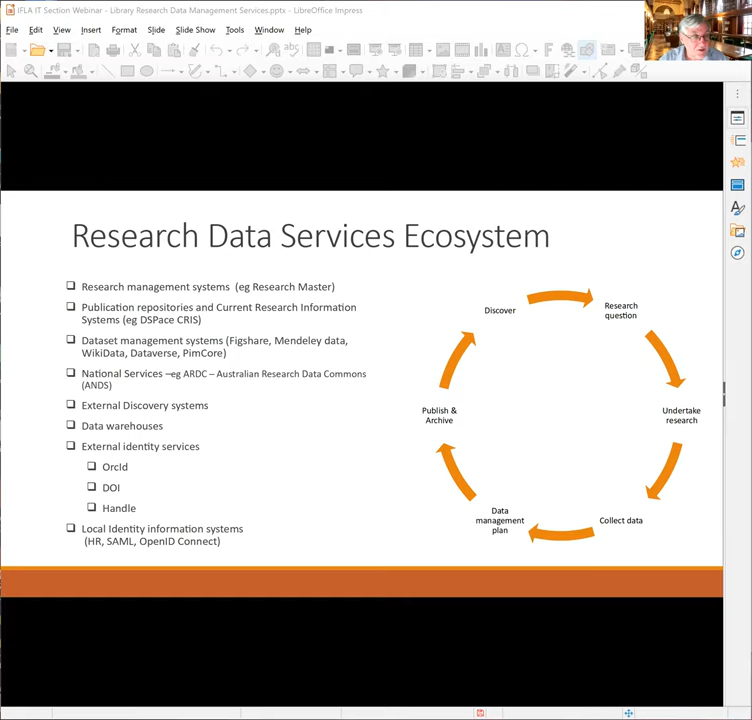 IFLA IT Section Webinar - Library Research Data Management Services.pptx - LibreOffice Impress
File Edit View Insert Format Slide Slide Show Tools Window Help
Research Data Services Ecosystem
Research management systems (eg Research Master)
Publication repositories and Current Research Information
Systems (eg DSPace CRIS)
Dataset management systems (Figshare, Mendeley data,
WikiData, Dataverse, PimCore)
National Services –eg ARDC – Australian Research Data Commons
(ANDS)
External Discovery systems
Data warehouses
External identity services
OrcId
DOI
Handle
Local Identity information systems
(HR, SAML, OpenID Connect)
Discover
Research
question
Undertake
research
Collect data
Data
management
plan
Publish &
Archive